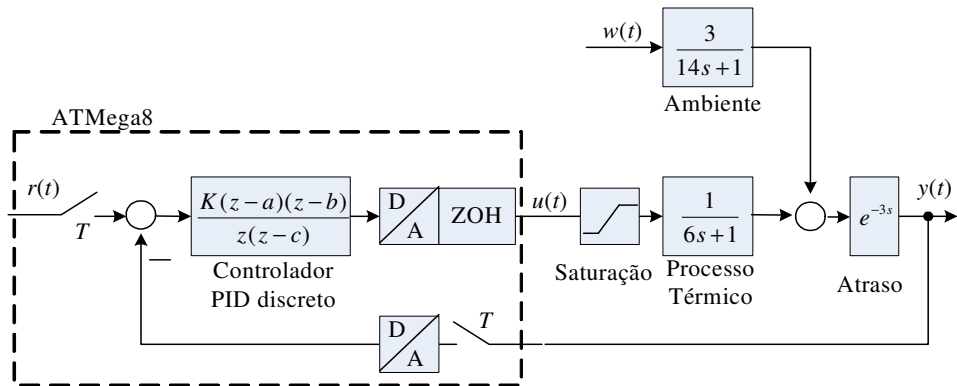 w(t)
3
14s+1
Ambiente
ATMega8
r(t)
T
K(z-a)(z-b)
z(z-c)
Controlador
PID discreto
D
A
ZOH
u(t)
Saturação
1
6s+1
Processo
Térmico
e^{-3s}
Atraso
y(t)
D
A
T